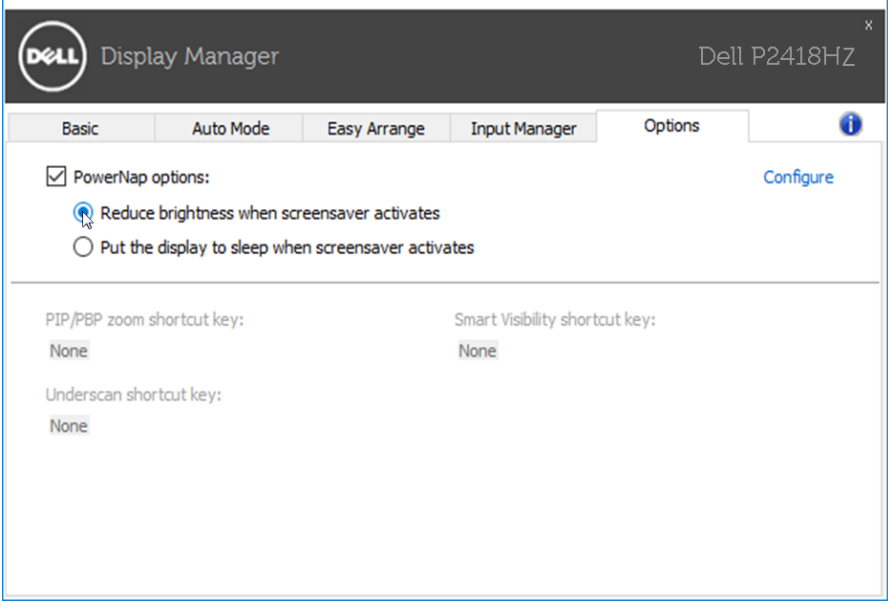 DELL Display Manager
x
Dell P2418HZ
Basic Auto Mode Easy Arrange Input Manager Options i
PowerNap options: Configure
Reduce brightness when screensaver activates
Put the display to sleep when screensaver activates
PIP/PBP zoom shortcut key: Smart Visibility shortcut key:
None None
Underscan shortcut key:
None